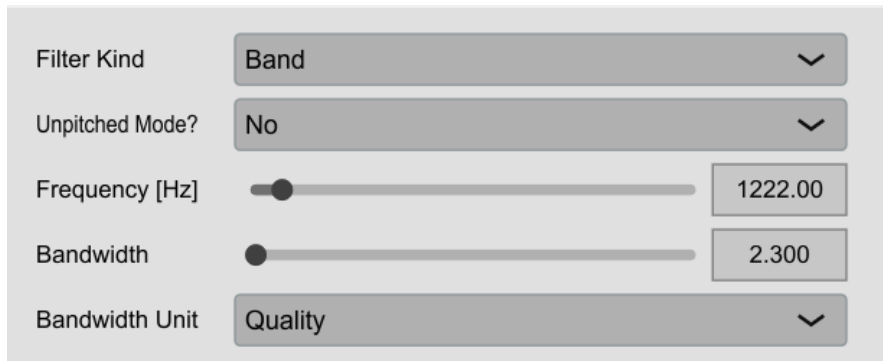 Filter Kind Band
Unpitched Mode? No
Frequency [Hz] 1222.00
Bandwidth 2.300
Bandwidth Unit Quality